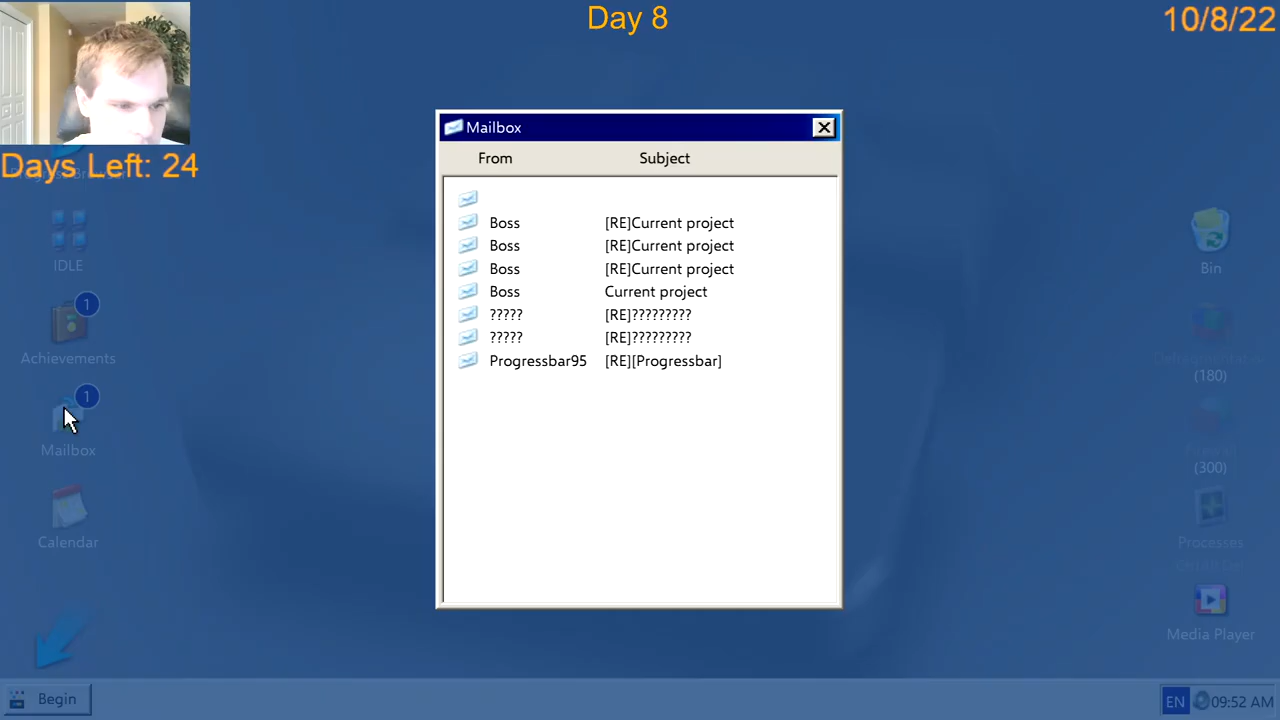 Day 8
10/8/22
Days Left: 24
Mailbox
From Subject
Boss [RE]Current project
Boss [RE]Current project
Boss [RE]Current project
Boss Current project
????? [RE]?????????
????? [RE]?????????
Progressbar95 [RE][Progressbar]
IDLE
1
Achievements
1
Mailbox
Calendar
Bin
(180)
(300)
Processes
Media Player
Begin
EN 09:52 AM